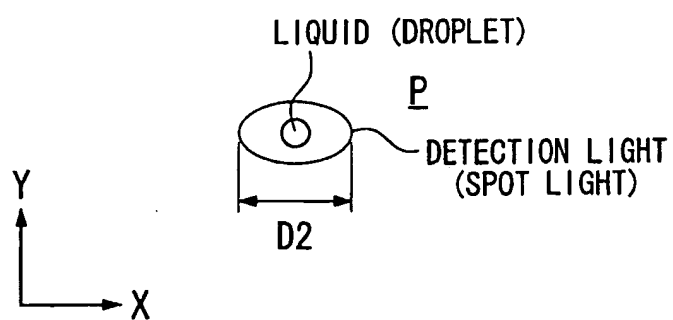 LIQUID (DROPLET)
P
DETECTION LIGHT
(SPOT LIGHT)
Y
D2
X